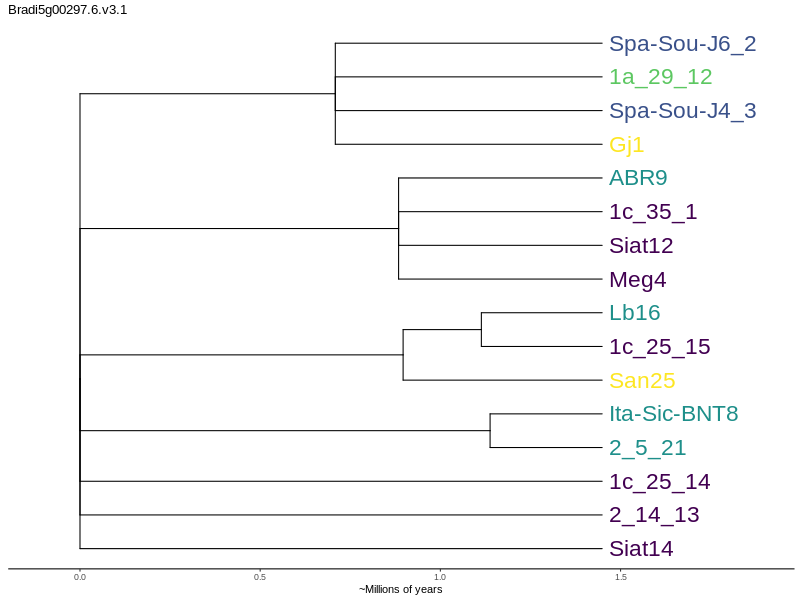 Bradi5g00297.6.v3.1
Spa-Sou-J6_2
1a_29_12
Spa-Sou-J4_3
Gj1
ABR9
1c_35_1
Siat12
Meg4
Lb16
1c_25_15
San25
Ita-Sic-BNT8
2_5_21
1c_25_14
2_14_13
Siat14
0.0 0.5 1.0 1.5
~Millions of years